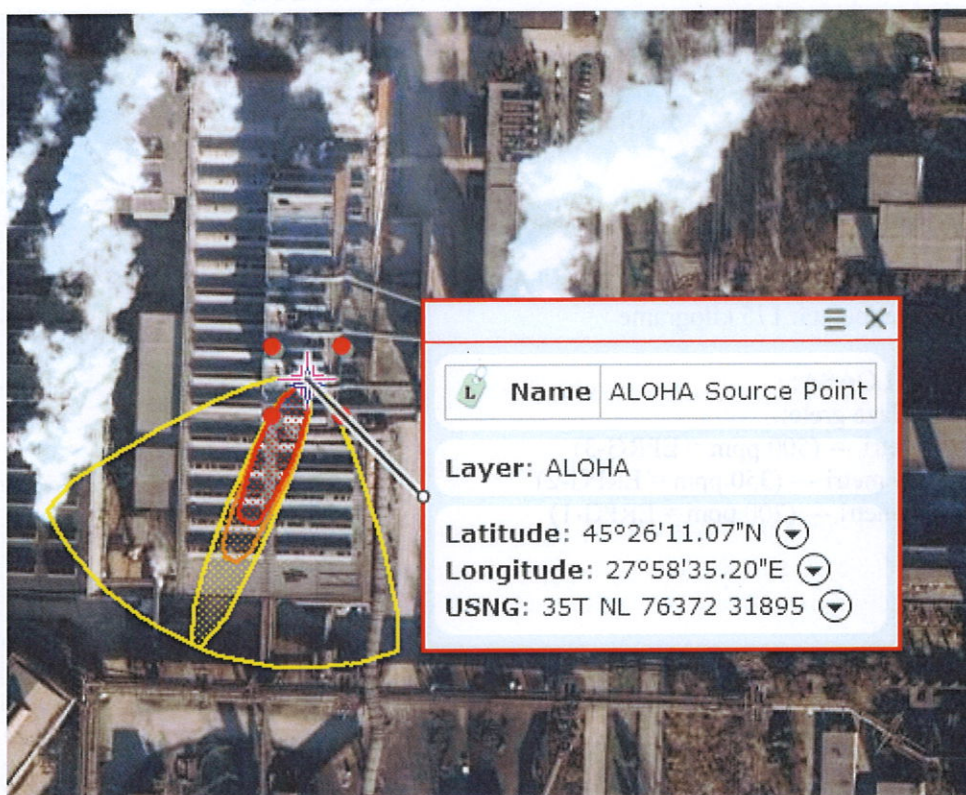 L Name ALOHA Source Point
Layer: ALOHA
Latitude: 45°26'11.07"N
Longitude: 27°58'35.20"E
USNG: 35T NL 76372 31895